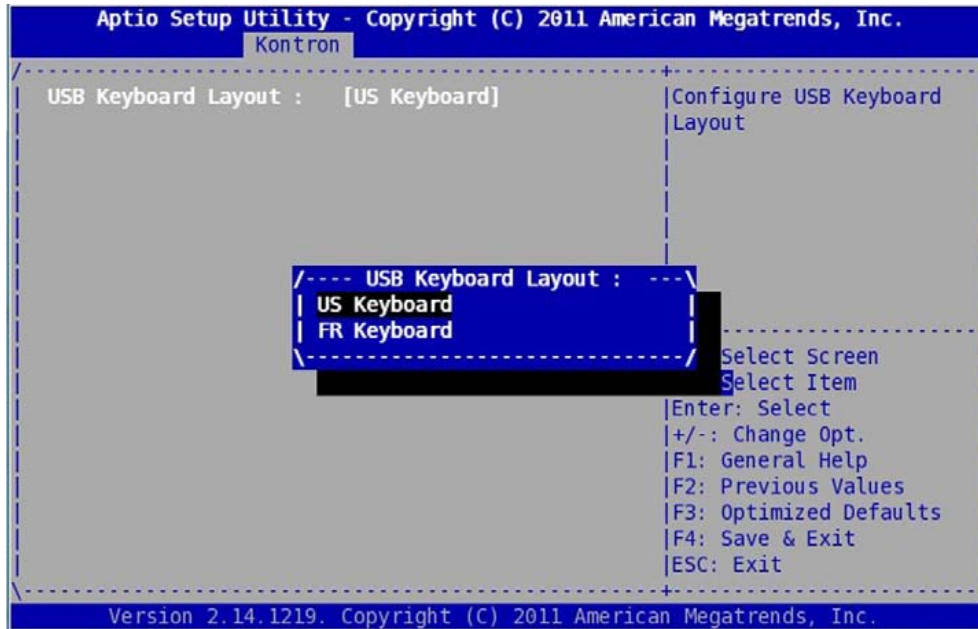 Aptio Setup Utility - Copyright (C) 2011 American Megatrends, Inc.
Kontron
USB Keyboard Layout : [US Keyboard]
Configure USB Keyboard
Layout
USB Keyboard Layout :
US Keyboard
FR Keyboard
Select Screen
Select Item
Enter: Select
+/-: Change Opt.
F1: General Help
F2: Previous Values
F3: Optimized Defaults
F4: Save & Exit
ESC: Exit
Version 2.14.1219. Copyright (C) 2011 American Megatrends, Inc.